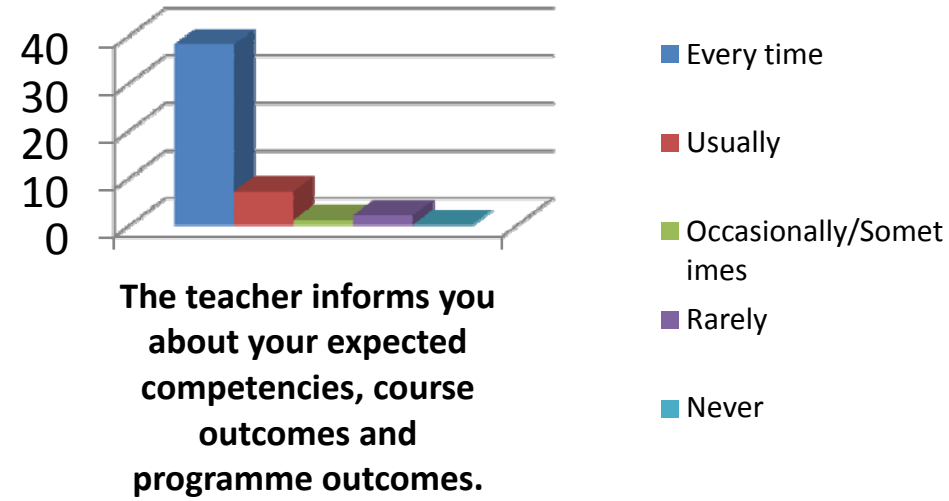 40
30
20
10
0
The teacher informs you
about your expected
competencies, course
outcomes and
programme outcomes.
Every time
Usually
Occasionally/Somet
imes
Rarely
Never